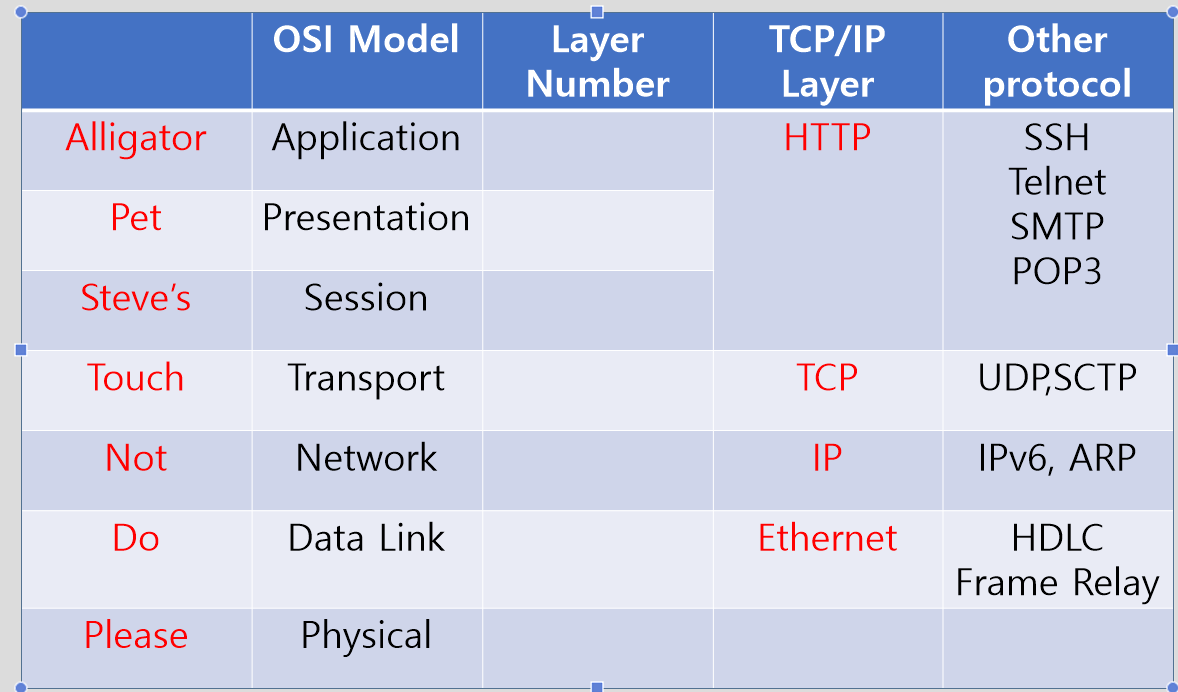 OSI Model
Layer
Number
TCP/IP
Layer
Other
protocol
Alligator
Application
HTTP
SSH
Telnet
SMTP
POP3
Pet
Presentation
Steve’s
Session
Touch
Transport
TCP
UDP,SCTP
Not
Network
IP
IPv6, ARP
Do
Data Link
Ethernet
HDLC
Frame Relay
Please
Physical